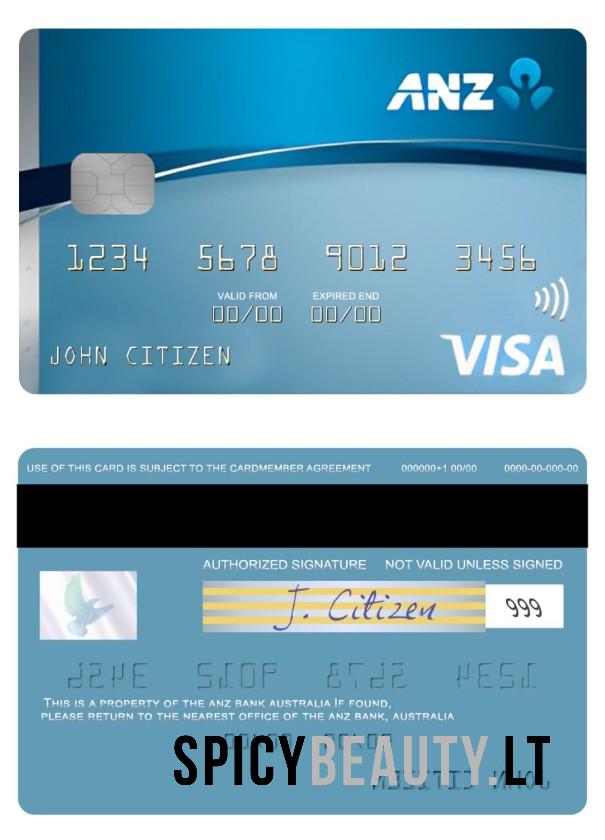 ANZ
1234 5678 9012 3456
VALID FROM EXPIRED END
00/00 00/00
JOHN CITIZEN
VISA
USE OF THIS CARD IS SUBJECT TO THE CARDMEMBER AGREEMENT 000000+1 00/00 0000-00-000-00
AUTHORIZED SIGNATURE NOT VALID UNLESS SIGNED
J. Citizen 999
THIS IS A PROPERTY OF THE ANZ BANK AUSTRALIA IF FOUND,
PLEASE RETURN TO THE NEAREST OFFICE OF THE ANZ BANK, AUSTRALIA
SPICYBEAUTY.LT